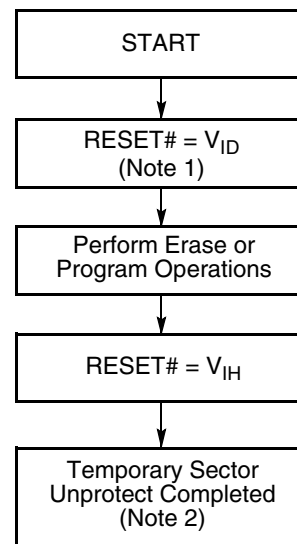 START
RESET# = V_ID
(Note 1)
Perform Erase or
Program Operations
RESET# = V_IH
Temporary Sector
Unprotect Completed
(Note 2)